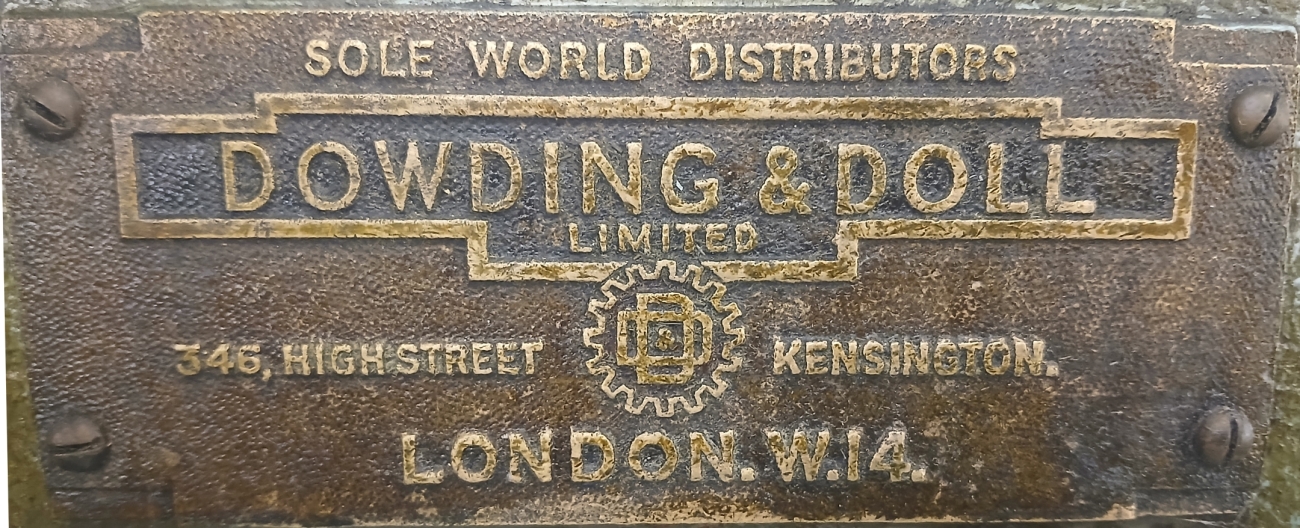 SOLE WORLD DISTRIBUTORS
DOWDING & DOLL
LIMITED
D & D
346, HIGH STREET KENSINGTON.
LONDON. W.14.